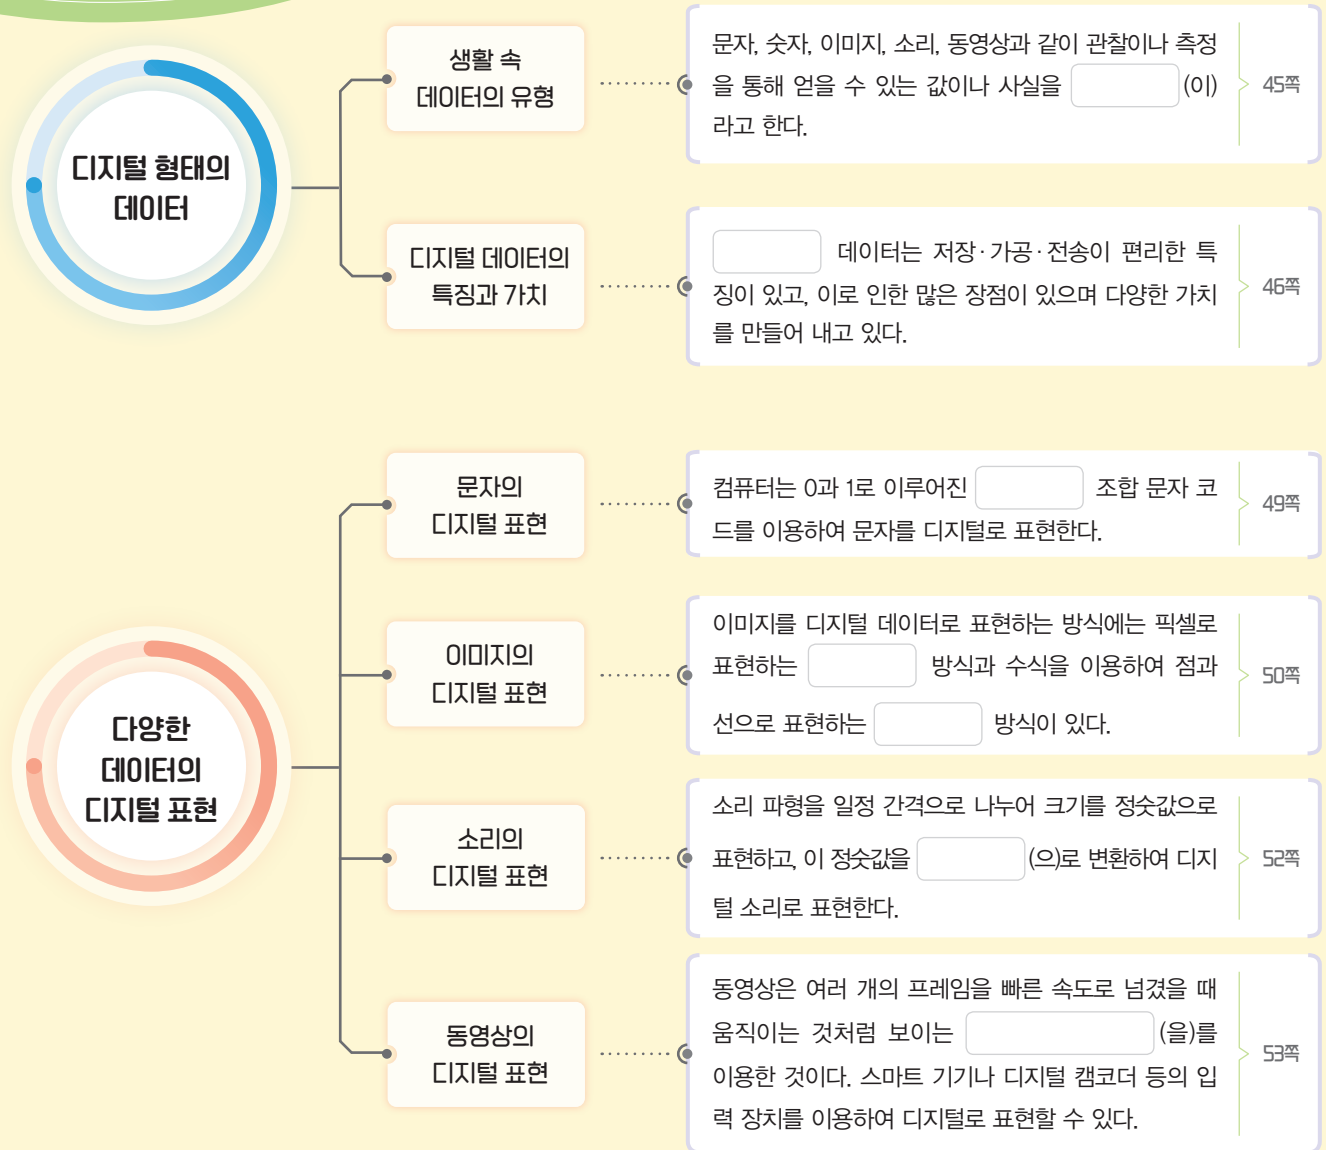 디지털 형태의
데이터
생활 속
데이터의 유형
문자, 숫자, 이미지, 소리, 동영상과 같이 관찰이나 측정
을 통해 얻을 수 있는 값이나 사실을 (이)
라고 한다.
45쪽
디지털 데이터의
특징과 가치
데이터는 저장·가공·전송이 편리한 특
징이 있고, 이로 인한 많은 장점이 있으며 다양한 가치
를 만들어 내고 있다.
46쪽
다양한
데이터의
디지털 표현
문자의
디지털 표현
컴퓨터는 0과 1로 이루어진 조합 문자 코
드를 이용하여 문자를 디지털로 표현한다.
49쪽
이미지의
디지털 표현
이미지를 디지털 데이터로 표현하는 방식에는 픽셀로
표현하는 방식과 수식을 이용하여 점과
선으로 표현하는 방식이 있다.
50쪽
소리의
디지털 표현
소리 파형을 일정 간격으로 나누어 크기를 정숫값으로
표현하고, 이 정숫값을 (으)로 변환하여 디지
털 소리로 표현한다.
52쪽
동영상의
디지털 표현
동영상은 여러 개의 프레임을 빠른 속도로 넘겼을 때
움직이는 것처럼 보이는 (을)를
이용한 것이다. 스마트 기기나 디지털 캠코더 등의 입
력 장치를 이용하여 디지털로 표현할 수 있다.
53쪽